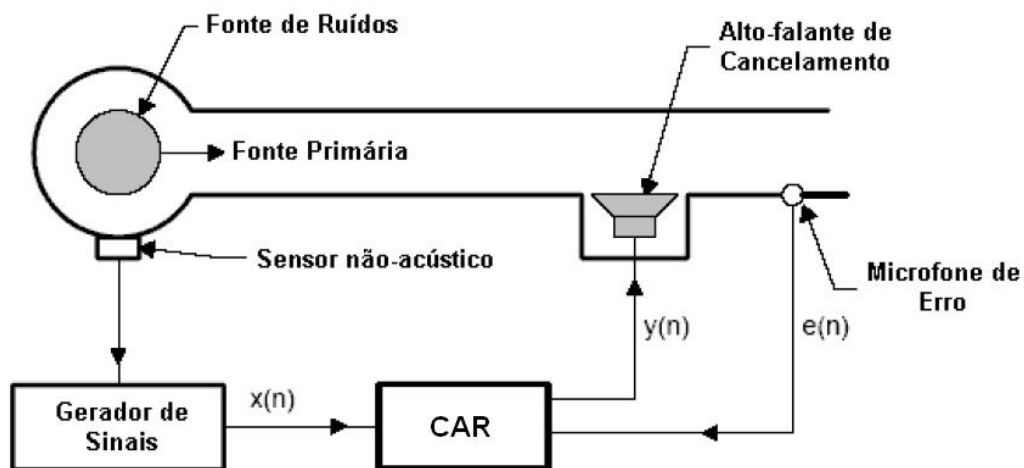 Fonte de Ruídos
Alto-falante de
Cancelamento
Fonte Primária
Sensor não-acústico
Microfone de
Erro
y(n)
e(n)
Gerador de
Sinais
x(n)
CAR